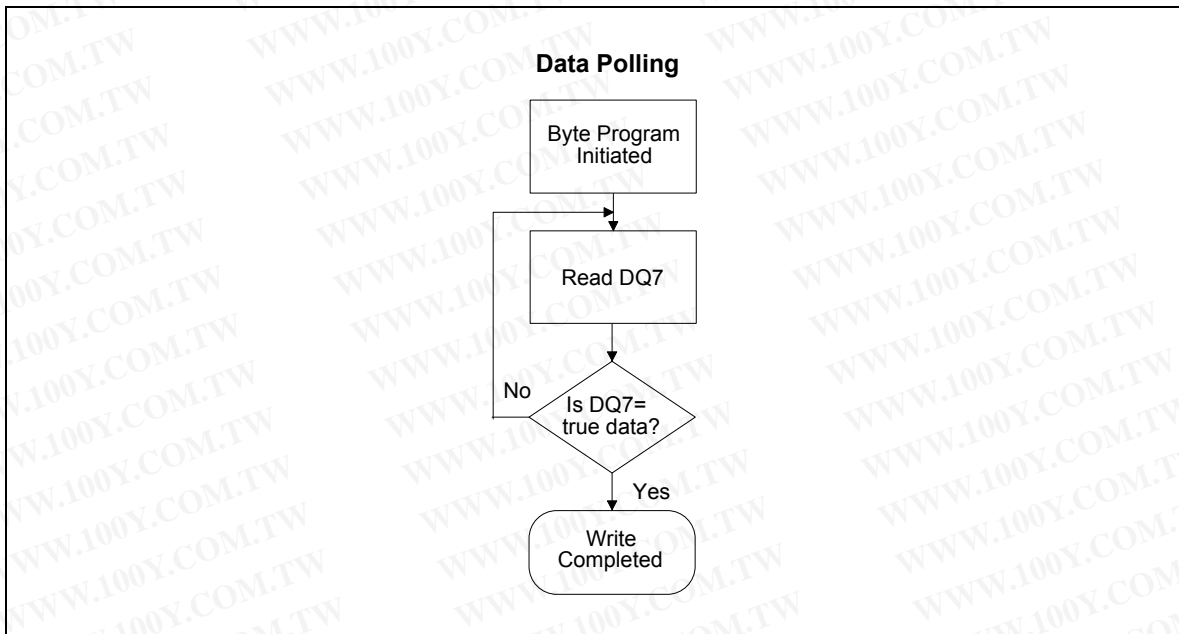 Data Polling
Byte Program
Initiated
Read DQ7
No
Is DQ7=
true data?
Yes
Write
Completed
WWW.100Y.COM.TW